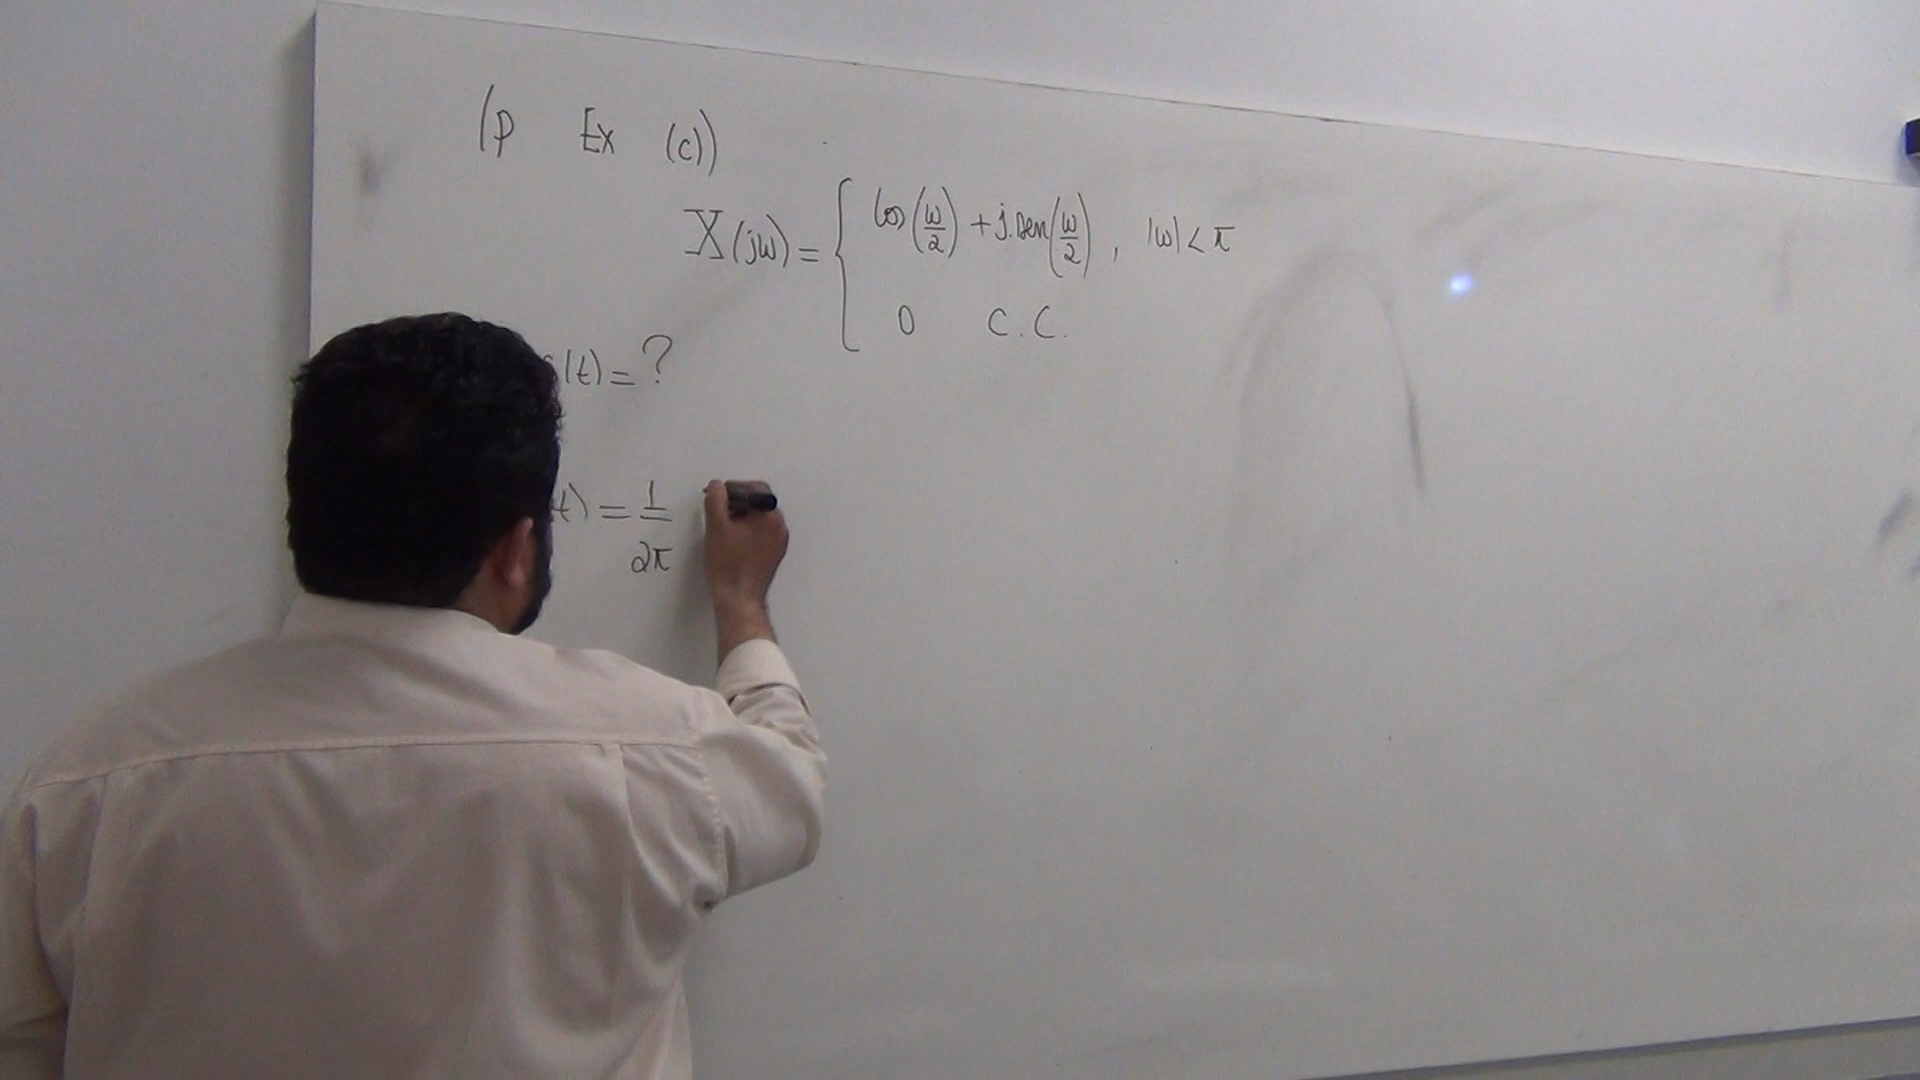 (p Ex (c))
X(jω) = { cos(ω/2) + j.sen(ω/2) , |ω| < π
0 C.C.
(t) = ?
t) = 1/2π